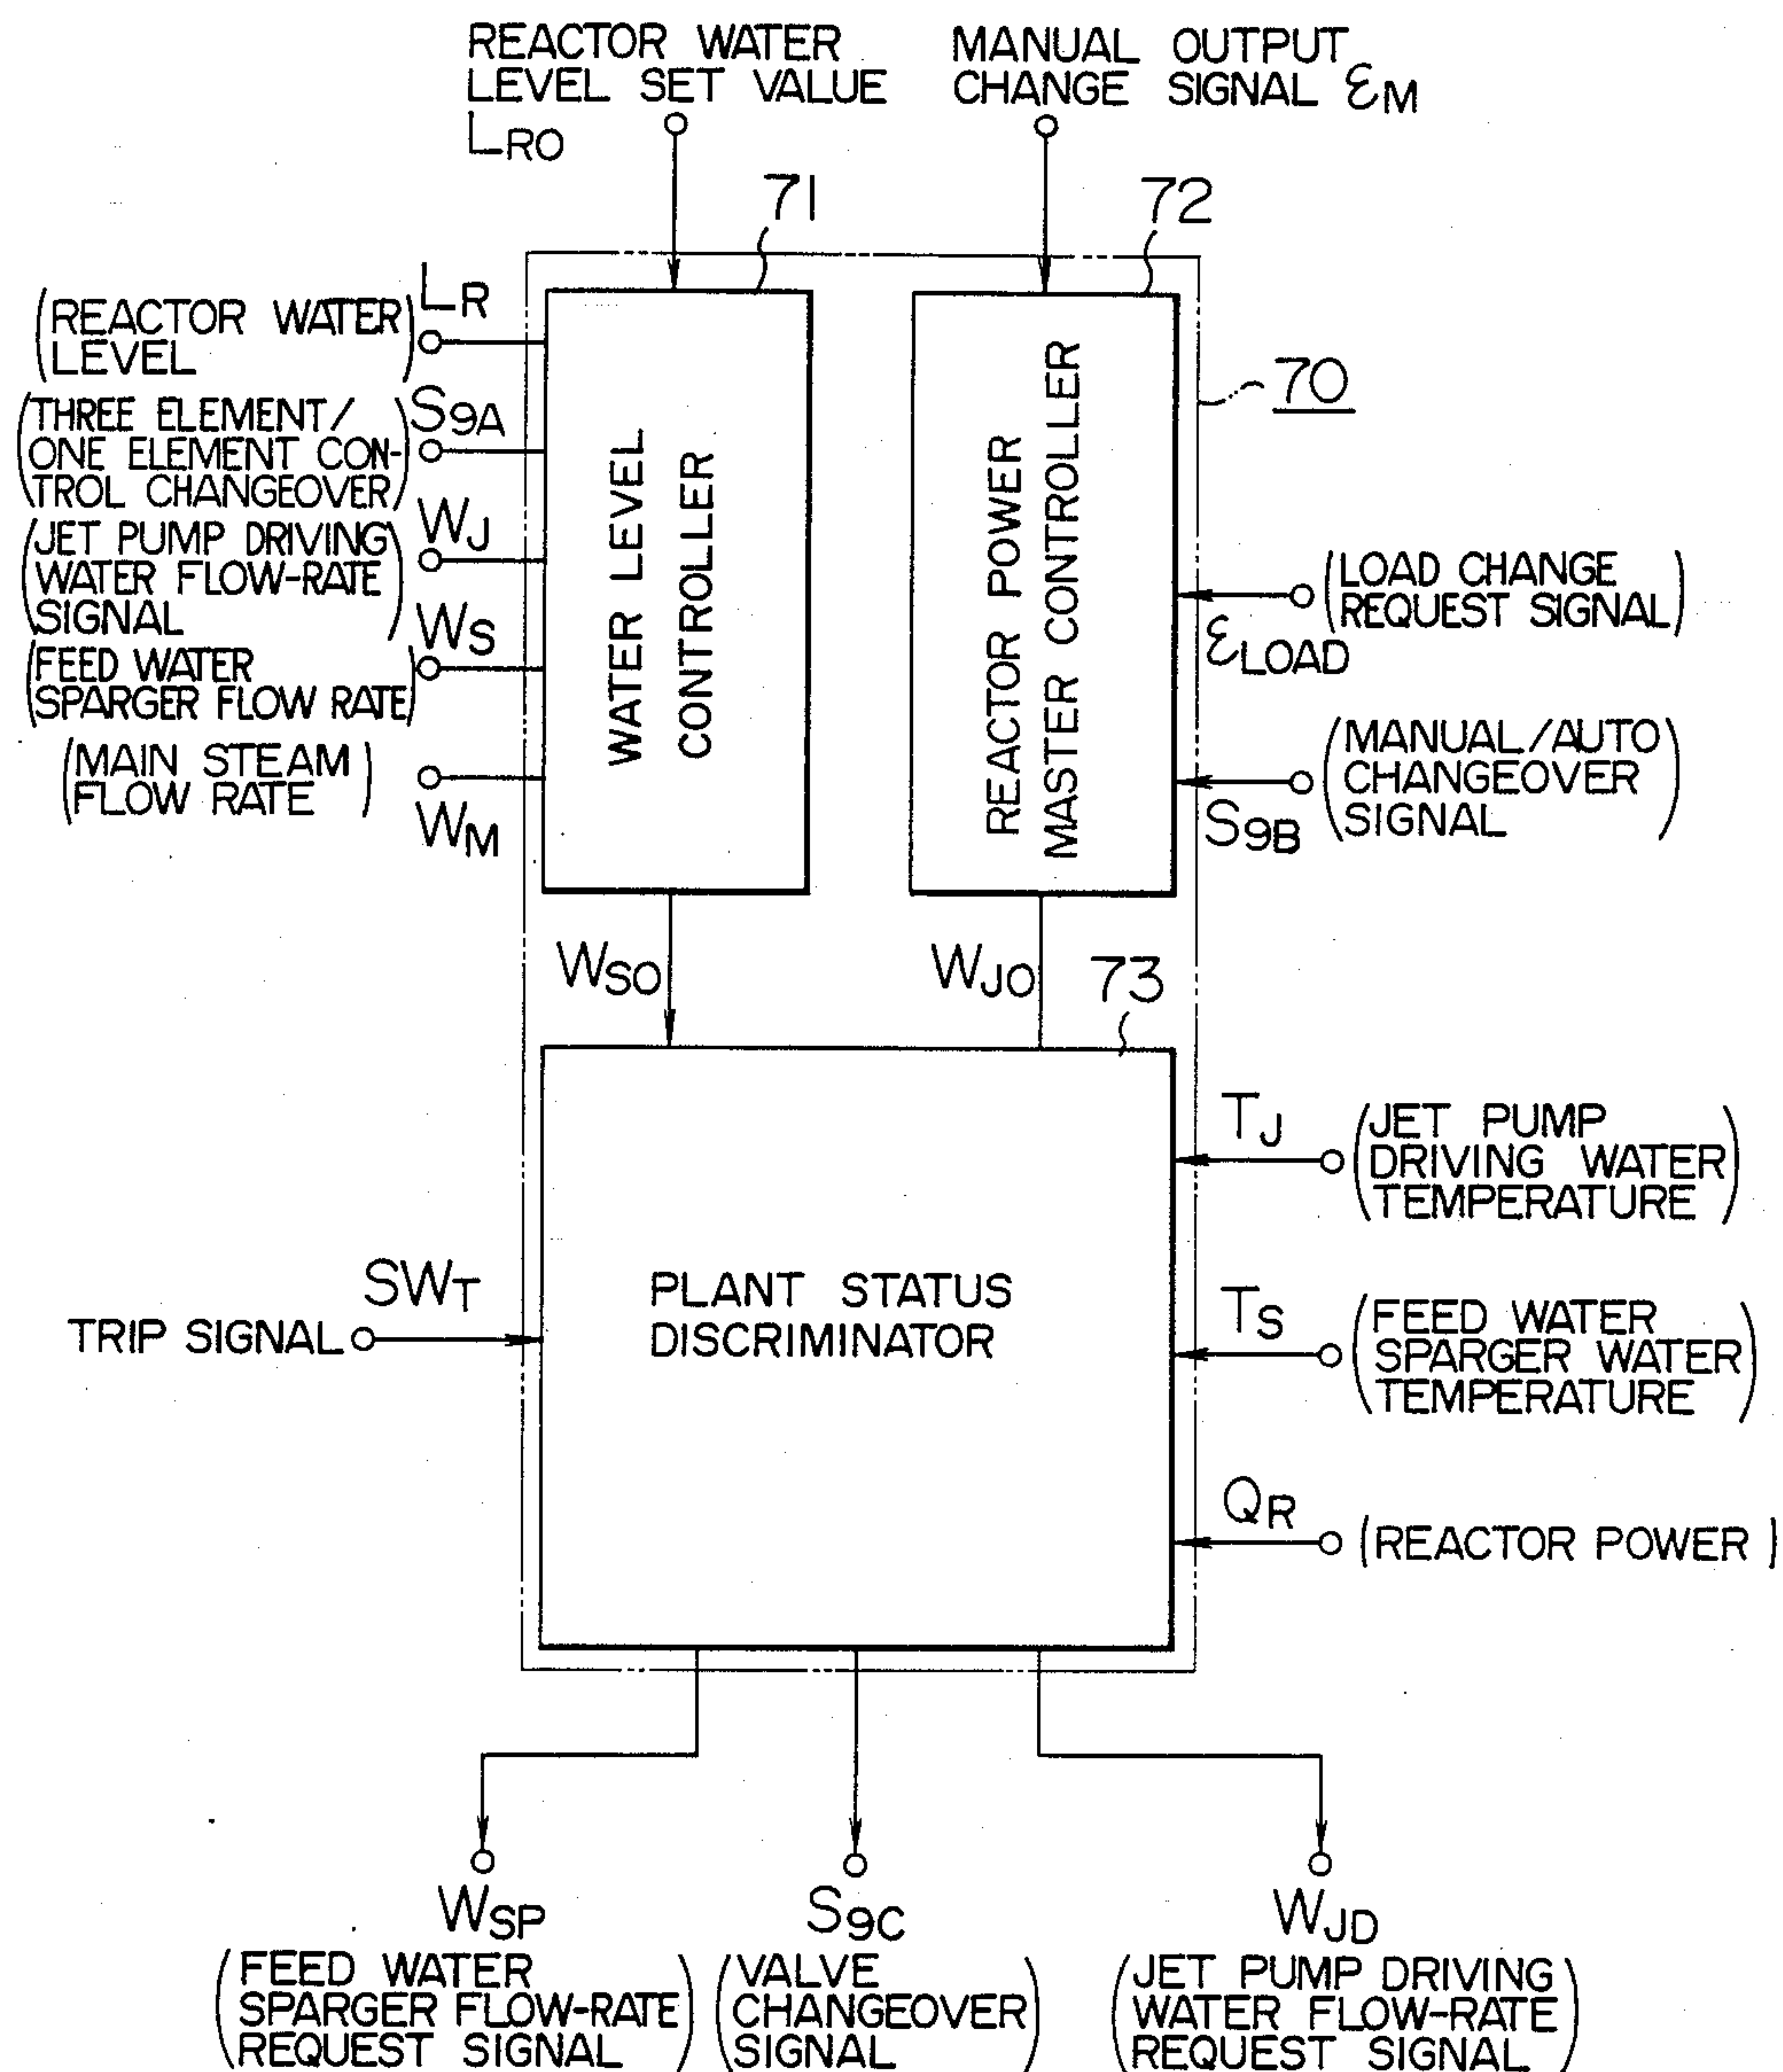 REACTOR WATER
LEVEL SET VALUE
LRO
MANUAL OUTPUT
CHANGE SIGNAL εM
71
72
70
LR
(REACTOR WATER
LEVEL)
S9A
(THREE ELEMENT/
ONE ELEMENT CON-
TROL CHANGEOVER)
WJ
(JET PUMP DRIVING
WATER FLOW-RATE
SIGNAL)
WS
(FEED WATER
SPARGER FLOW RATE)
(MAIN STEAM
FLOW RATE)
WM
WATER LEVEL
CONTROLLER
REACTOR POWER
MASTER CONTROLLER
(LOAD CHANGE
REQUEST SIGNAL)
εLOAD
(MANUAL/AUTO
CHANGEOVER
SIGNAL)
S9B
WSO
WJO
73
TJ
(JET PUMP
DRIVING WATER
TEMPERATURE)
SWT
TRIP SIGNAL
PLANT STATUS
DISCRIMINATOR
TS
(FEED WATER
SPARGER WATER
TEMPERATURE)
QR
(REACTOR POWER)
WSP
(FEED WATER
SPARGER FLOW-RATE
REQUEST SIGNAL)
S9C
(VALVE
CHANGEOVER
SIGNAL)
WJD
(JET PUMP DRIVING
WATER FLOW-RATE
REQUEST SIGNAL)